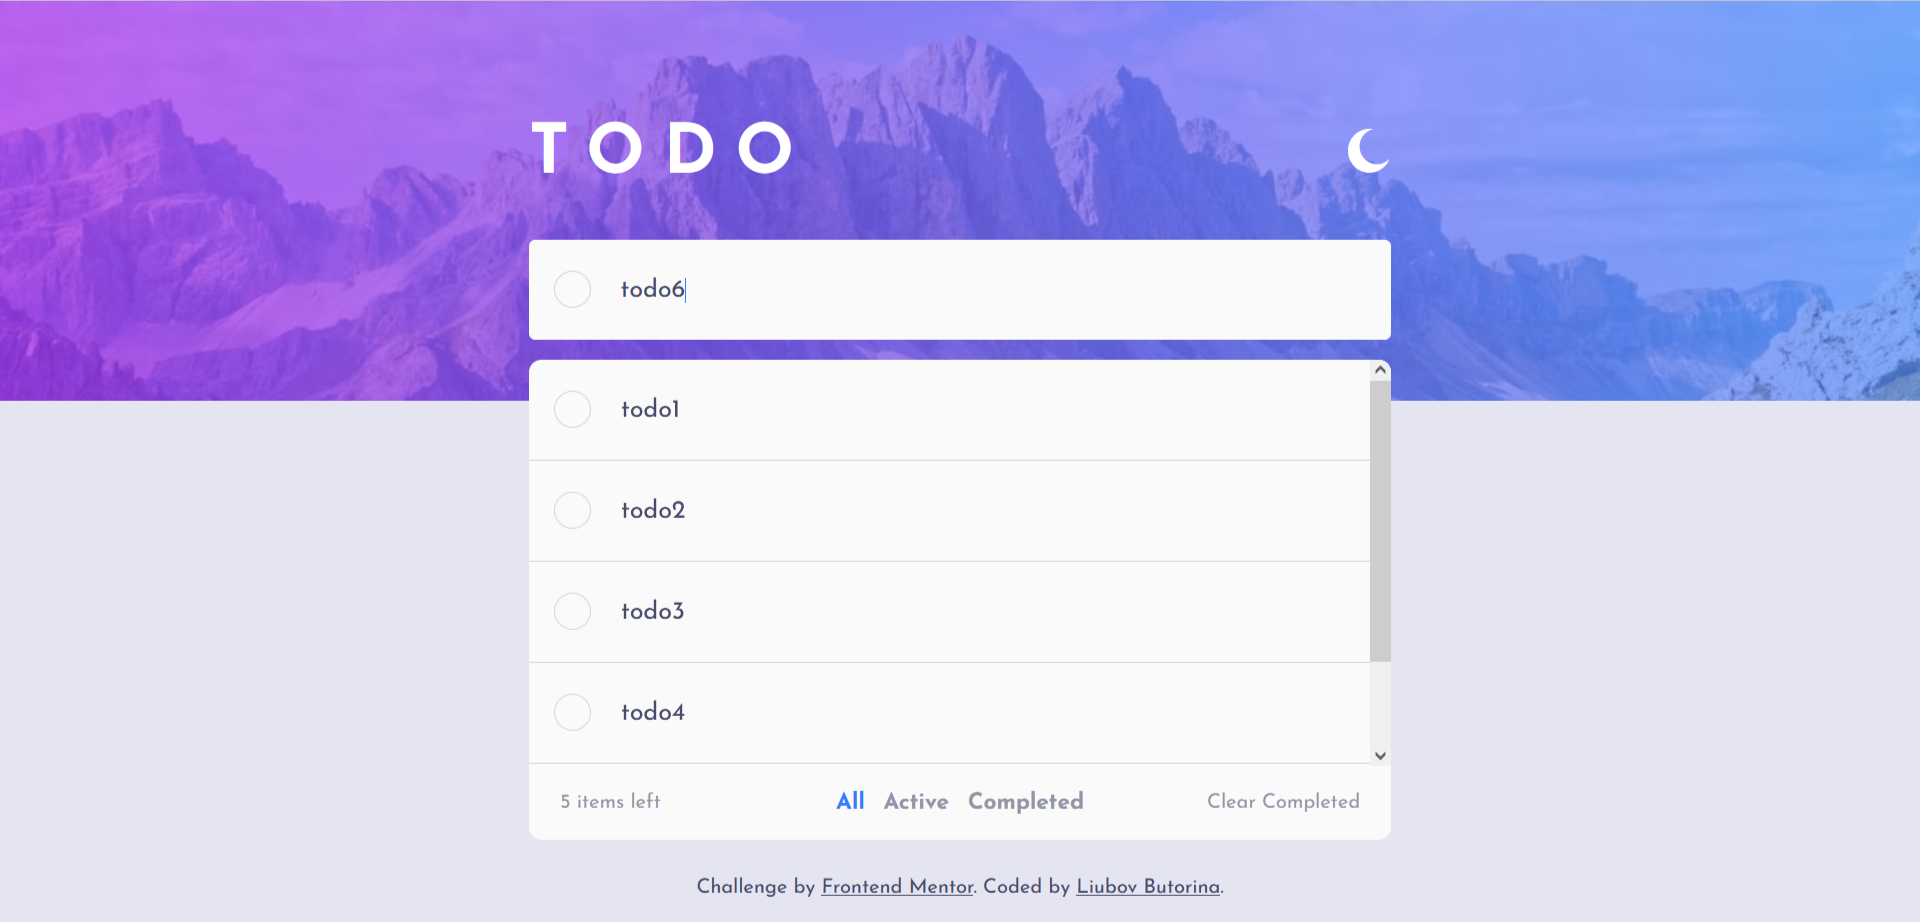 TODO
todo6
todo1
todo2
todo3
todo4
5 items left All Active Completed Clear Completed
Challenge by Frontend Mentor. Coded by Liubov Butorina.